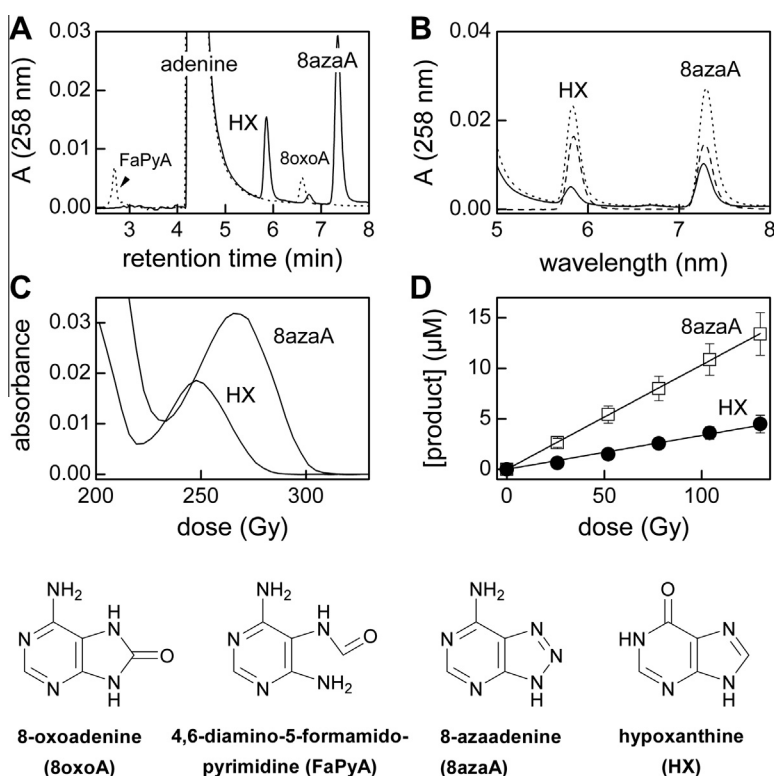 A
A (258 nm)
0.03
0.02
0.01
0.00
adenine
8azaA
HX
8oxoA
FaPyA
3 4 5 6 7 8
retention time (min)
B
A (258 nm)
0.04
0.02
0.00
HX
8azaA
5 6 7 8
wavelength (nm)
C
absorbance
0.03
0.02
0.01
0.00
8azaA
HX
200 250 300
dose (Gy)
D
[product] (µM)
15
10
5
0
8azaA
HX
0 50 100
dose (Gy)
NH2
N
N
H
N
N
H
O
8-oxoadenine
(8oxoA)
NH2
N
N
H
N
O
NH2
4,6-diamino-5-formamido-
pyrimidine (FaPyA)
NH2
N
N
N
N
N
H
8-azaadenine
(8azaA)
O
HN
N
N
N
H
hypoxanthine
(HX)